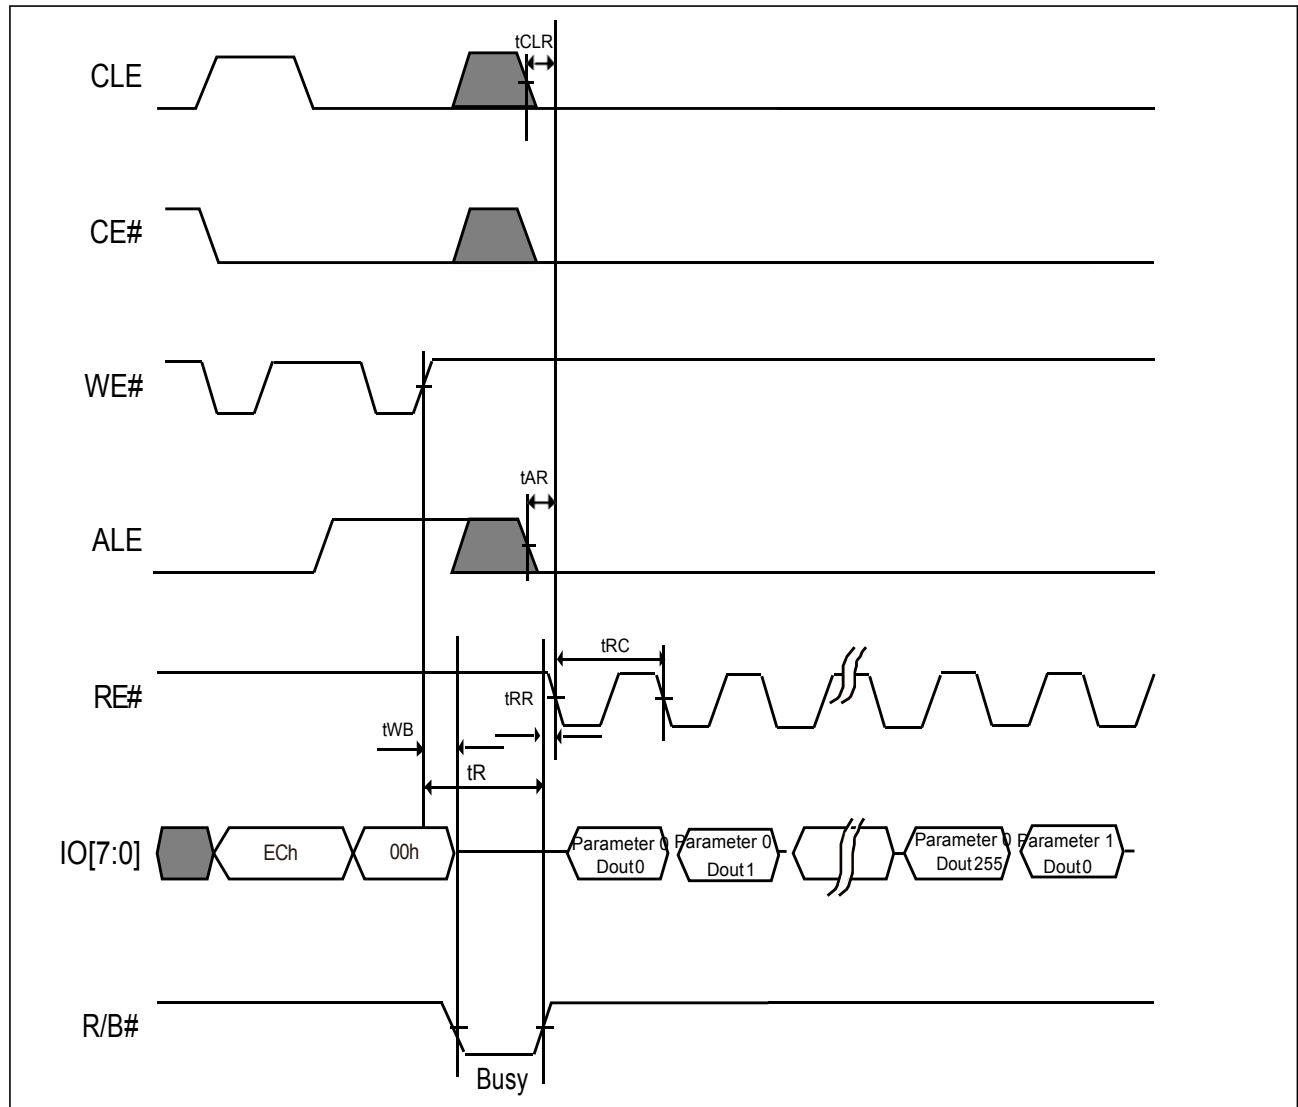 tCLR
CLE
CE#
WE#
tAR
ALE
tRC
RE#
tRR
tWB
tR
IO[7:0]
ECh
00h
Parameter 0
Dout0
Parameter 0
Dout1
Parameter 0
Dout255
Parameter 1
Dout0
R/B#
Busy